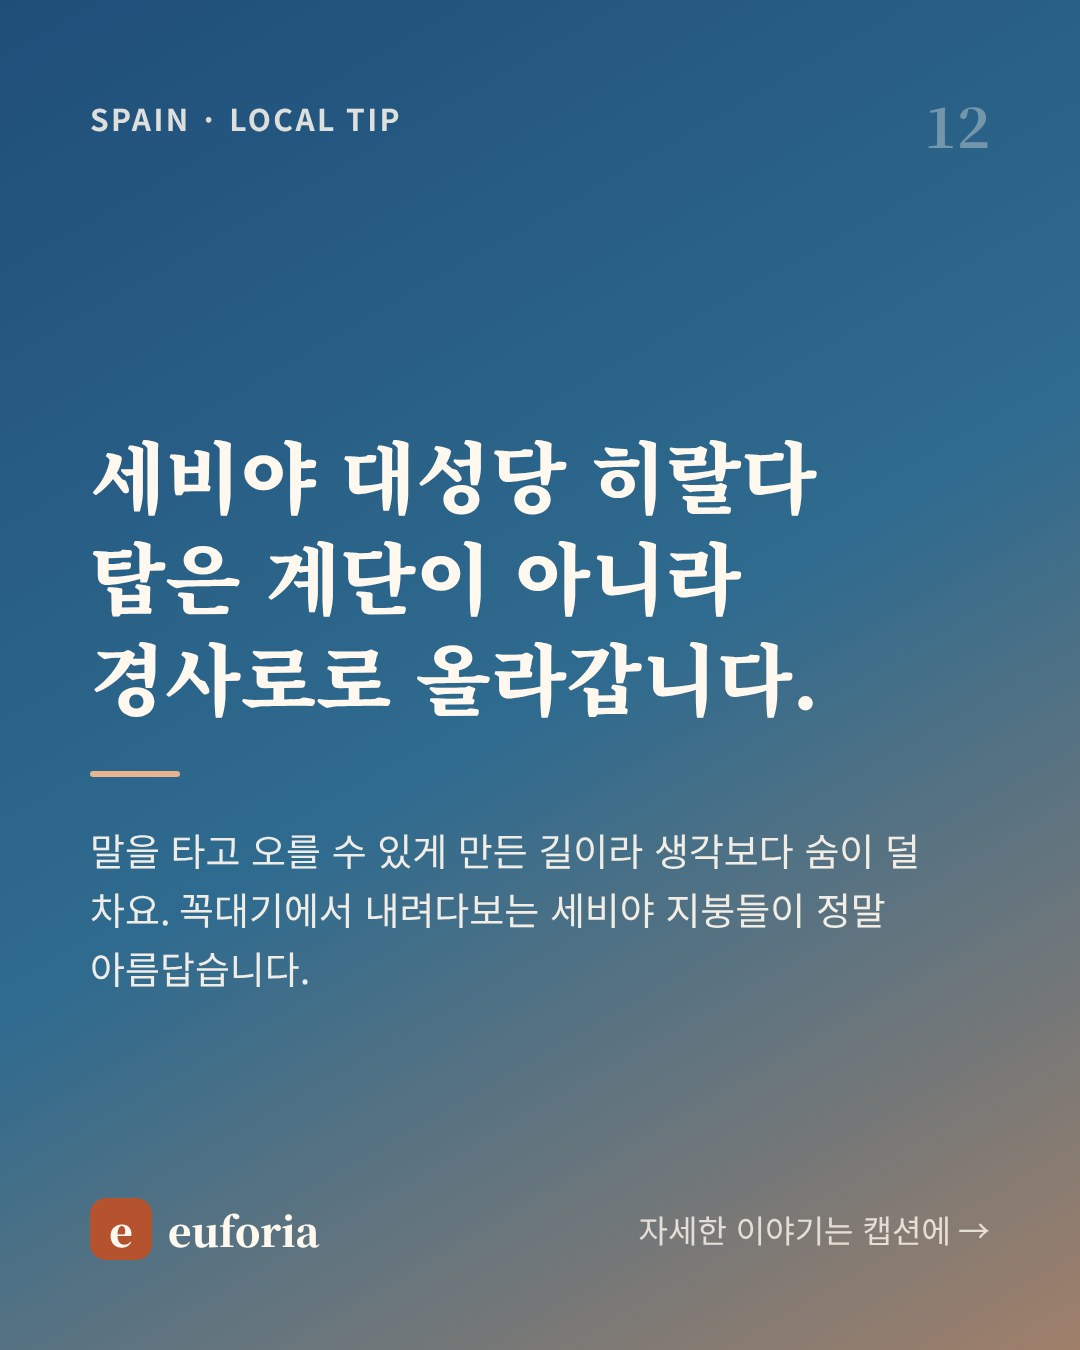 SPAIN · LOCAL TIP
12
세비야 대성당 히랄다
탑은 계단이 아니라
경사로로 올라갑니다.
말을 타고 오를 수 있게 만든 길이라 생각보다 숨이 덜
차요. 꼭대기에서 내려다보는 세비야 지붕들이 정말
아름답습니다.
e euforia
자세한 이야기는 캡션에 →